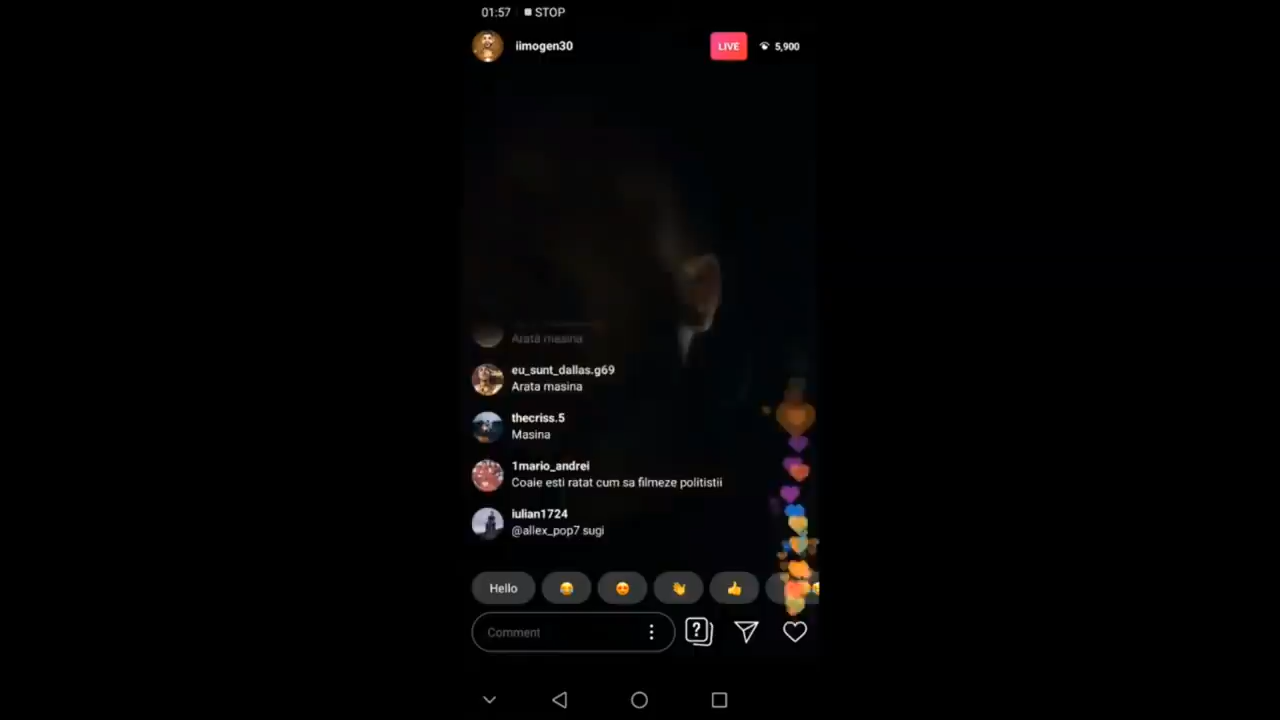 01:57 STOP
iimogen30 LIVE 5,900
Arată masina
eu_sunt_dallas.g69
Arata masina
thecriss.5
Masina
1mario_andrei
Coaie esti ratat cum sa filmeze politistii
iulian1724
@allex_pop7 sugi
Hello
Comment